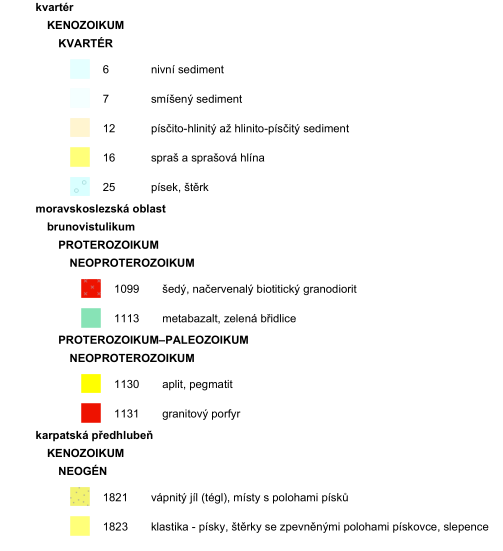 kvartér
KENOZOIKUM
KVARTÉR
6 nivní sediment
7 smíšený sediment
12 písčito-hlinitý až hlinito-písčitý sediment
16 spraš a sprašová hlína
25 písek, štěrk
moravskoslezská oblast
brunovistulikum
PROTEROZOIKUM
NEOPROTEROZOIKUM
1099 šedý, načervenalý biotitický granodiorit
1113 metabazalt, zelená břidlice
PROTEROZOIKUM–PALEOZOIKUM
NEOPROTEROZOIKUM
1130 aplit, pegmatit
1131 granitový porfyr
karpatská předhlubeň
KENOZOIKUM
NEOGÉN
1821 vápnitý jíl (tégl), místy s polohami písků
1823 klastika - písky, štěrky se zpevněnými polohami pískovce, slepence